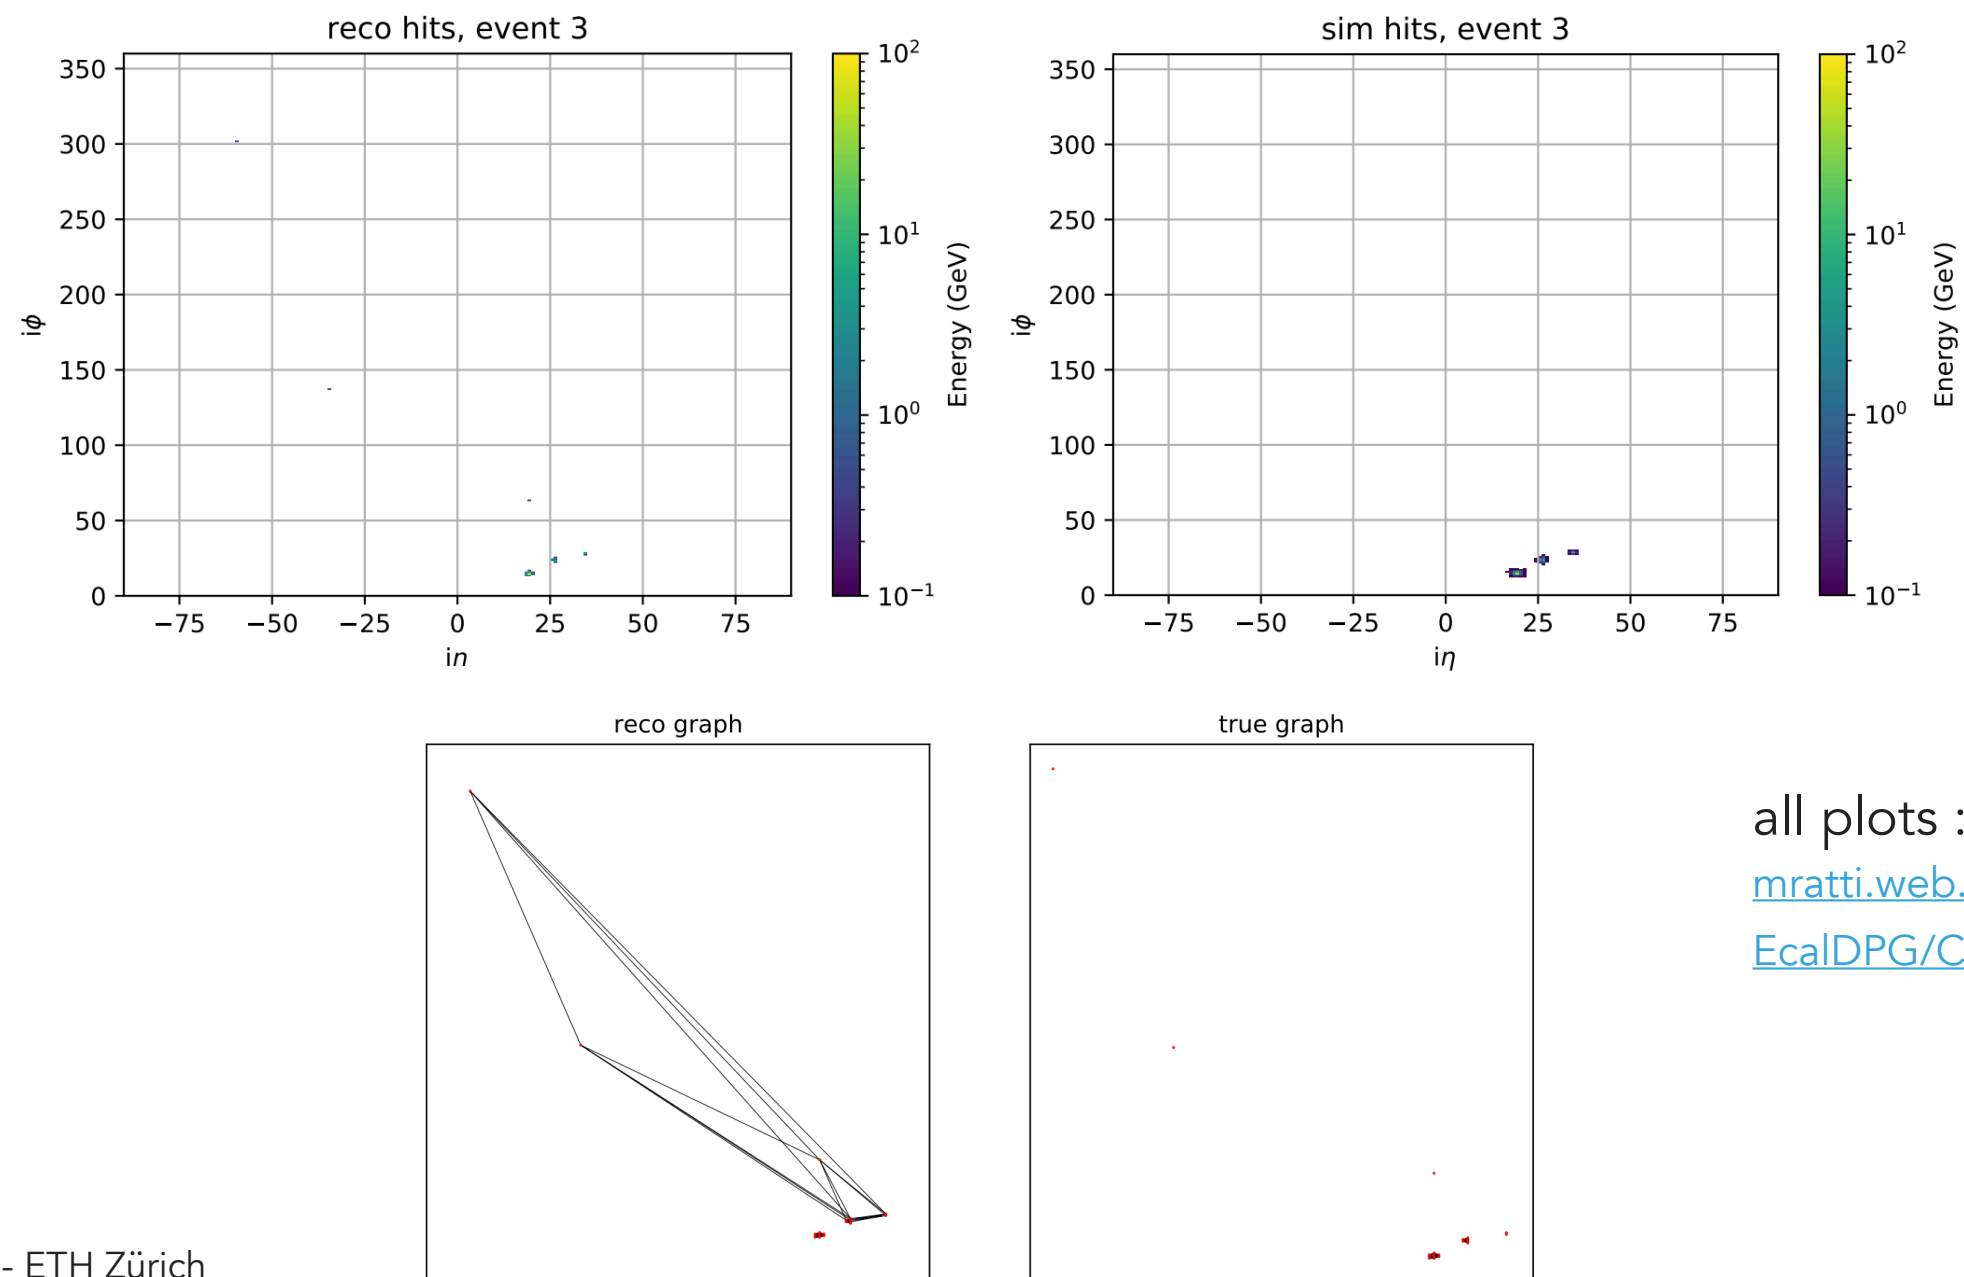 reco hits, event 3
350
300
250
200
150
100
50
0
iϕ
−75 −50 −25 0 25 50 75
iη
10²
10¹
10⁰
10⁻¹
Energy (GeV)
sim hits, event 3
350
300
250
200
150
100
50
0
iϕ
−75 −50 −25 0 25 50 75
iη
10²
10¹
10⁰
10⁻¹
Energy (GeV)
reco graph
true graph
all plots :
mratti.web.
EcalDPG/C
- ETH Zürich